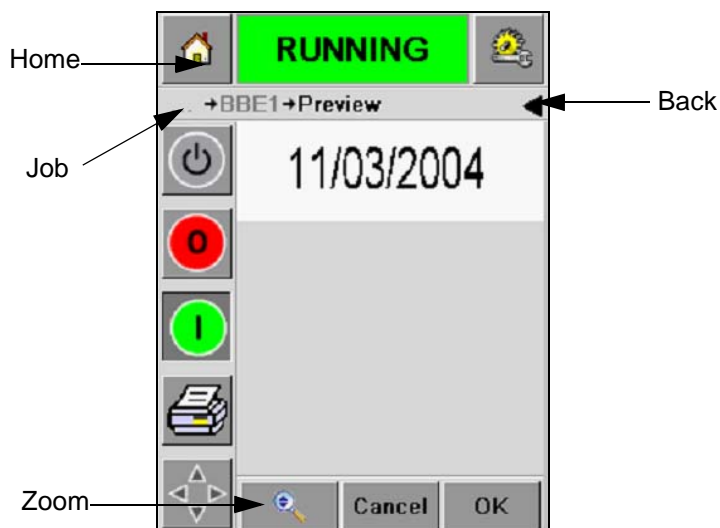 Home
RUNNING
.. →BBE1→Preview
Back
Job
11/03/2004
0
I
Zoom
Cancel
OK